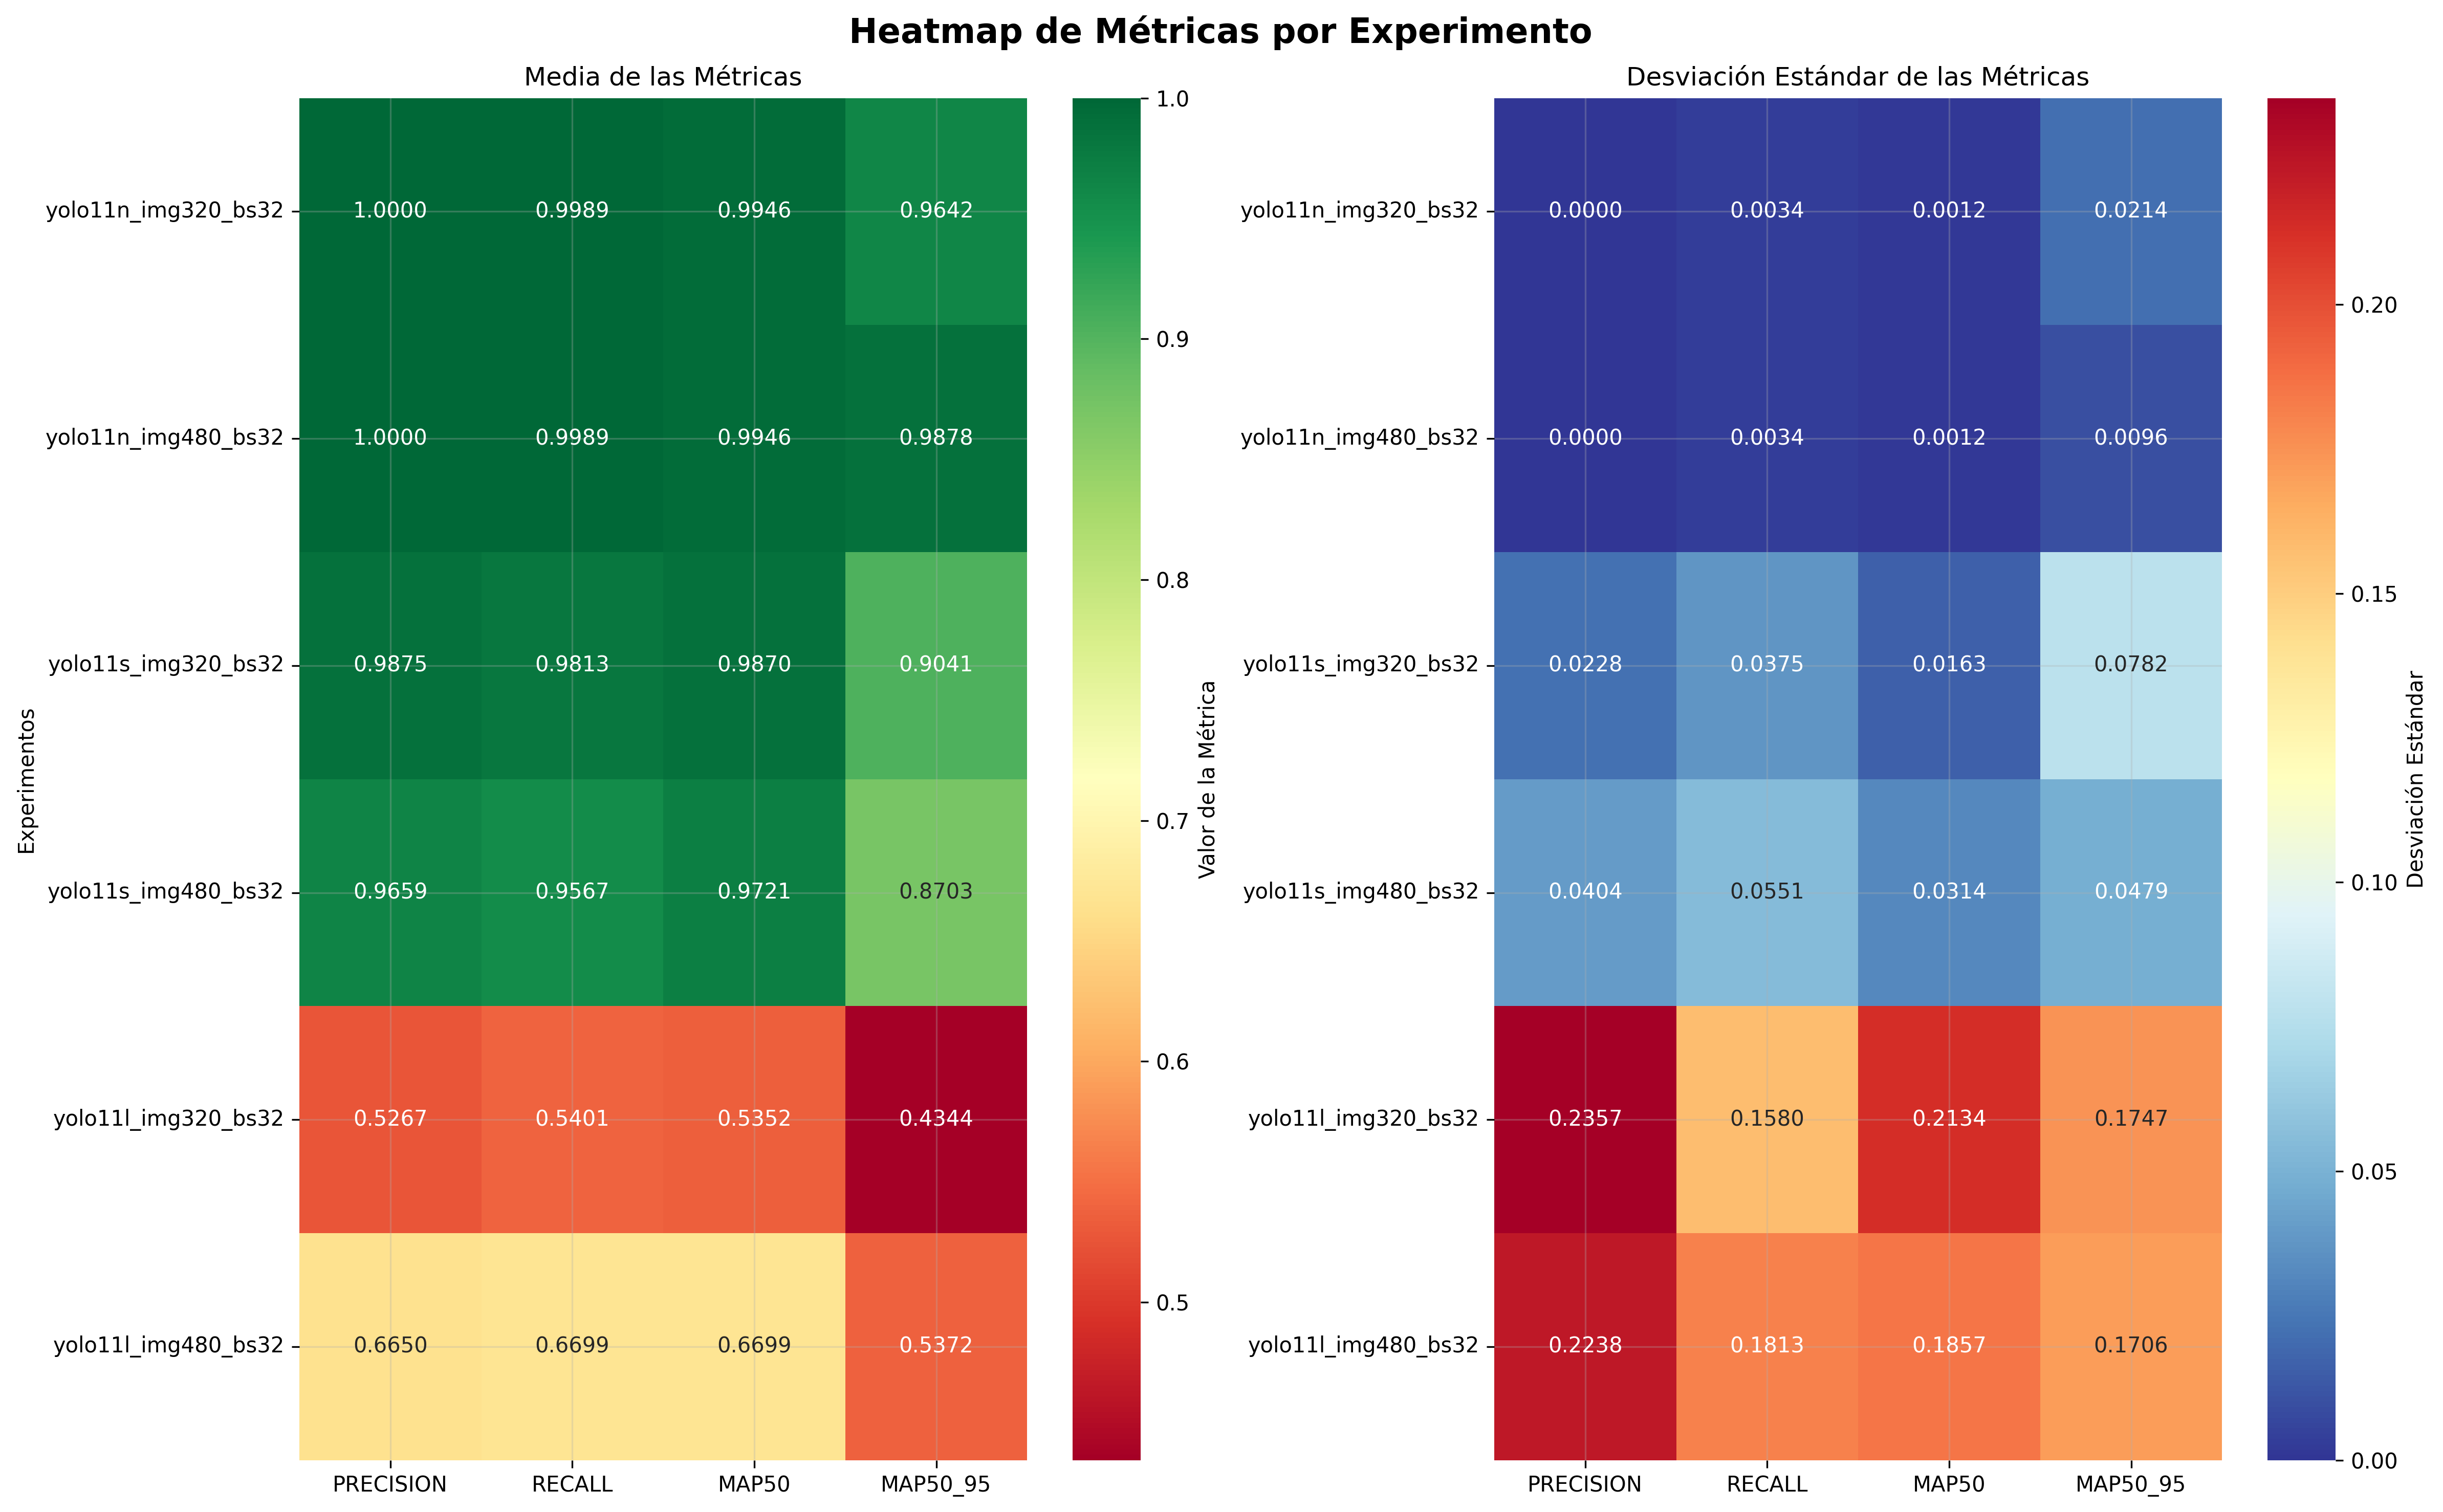 Heatmap de Métricas por Experimento
Media de las Métricas
Experimentos
yolo11n_img320_bs32 1.0000 0.9989 0.9946 0.9642
yolo11n_img480_bs32 1.0000 0.9989 0.9946 0.9878
yolo11s_img320_bs32 0.9875 0.9813 0.9870 0.9041
yolo11s_img480_bs32 0.9659 0.9567 0.9721 0.8703
yolo11l_img320_bs32 0.5267 0.5401 0.5352 0.4344
yolo11l_img480_bs32 0.6650 0.6699 0.6699 0.5372
PRECISION RECALL MAP50 MAP50_95
1.0
0.9
0.8
0.7
0.6
0.5
Valor de la Métrica
Desviación Estándar de las Métricas
yolo11n_img320_bs32 0.0000 0.0034 0.0012 0.0214
yolo11n_img480_bs32 0.0000 0.0034 0.0012 0.0096
yolo11s_img320_bs32 0.0228 0.0375 0.0163 0.0782
yolo11s_img480_bs32 0.0404 0.0551 0.0314 0.0479
yolo11l_img320_bs32 0.2357 0.1580 0.2134 0.1747
yolo11l_img480_bs32 0.2238 0.1813 0.1857 0.1706
PRECISION RECALL MAP50 MAP50_95
0.20
0.15
0.10
0.05
0.00
Desviación Estándar